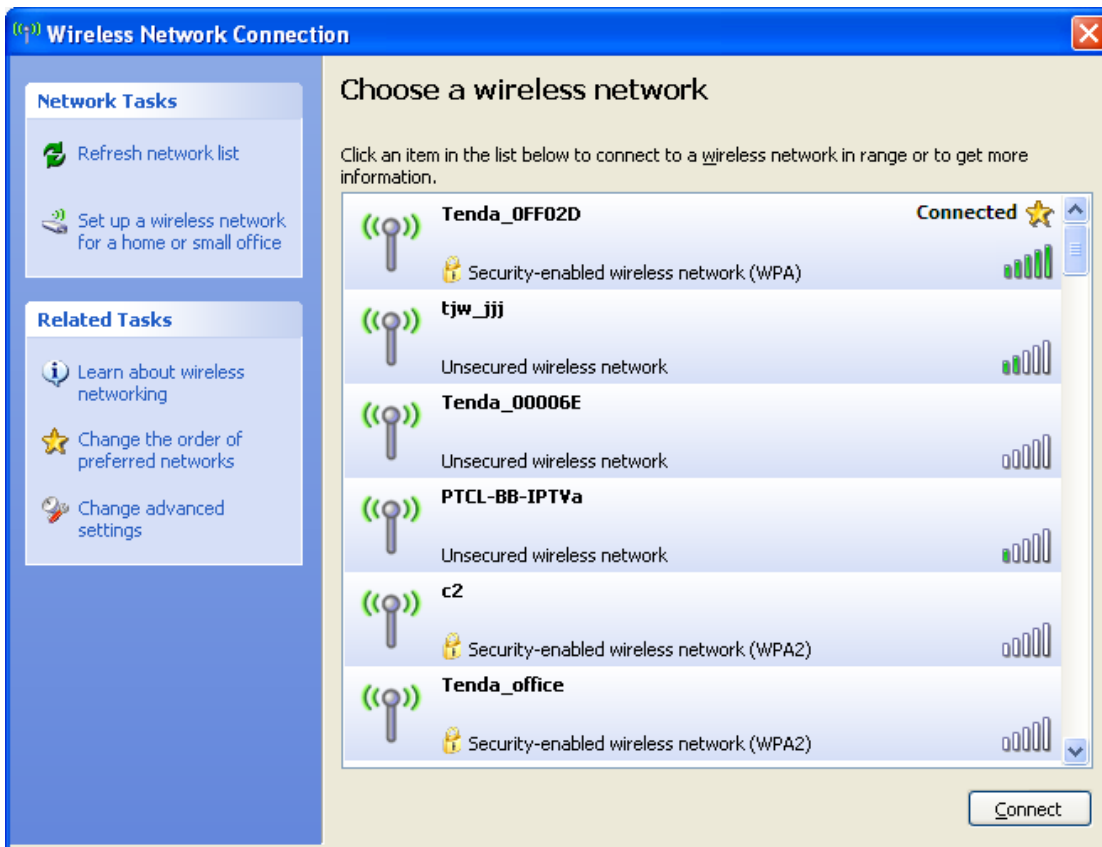 Wireless Network Connection
Network Tasks
Refresh network list
Set up a wireless network
for a home or small office
Related Tasks
Learn about wireless
networking
Change the order of
preferred networks
Change advanced
settings
Choose a wireless network
Click an item in the list below to connect to a wireless network in range or to get more
information.
Tenda_0FF02D Connected
Security-enabled wireless network (WPA)
tjw_jjj
Unsecured wireless network
Tenda_00006E
Unsecured wireless network
PTCL-BB-IPTVa
Unsecured wireless network
c2
Security-enabled wireless network (WPA2)
Tenda_office
Security-enabled wireless network (WPA2)
Connect